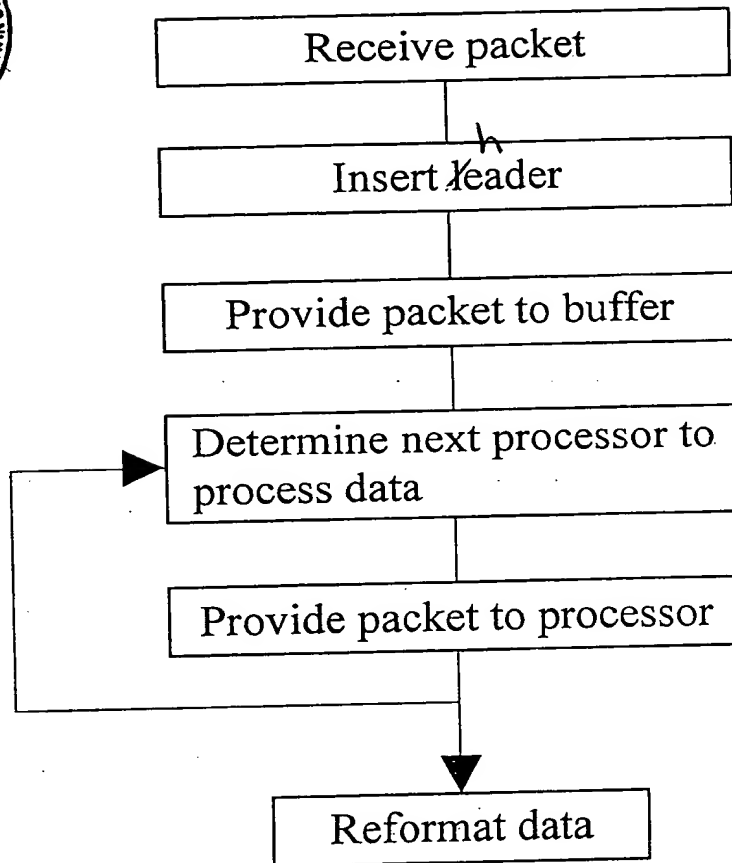 Receive packet
h
Insert leader
Provide packet to buffer
Determine next processor to
process data
Provide packet to processor
Reformat data